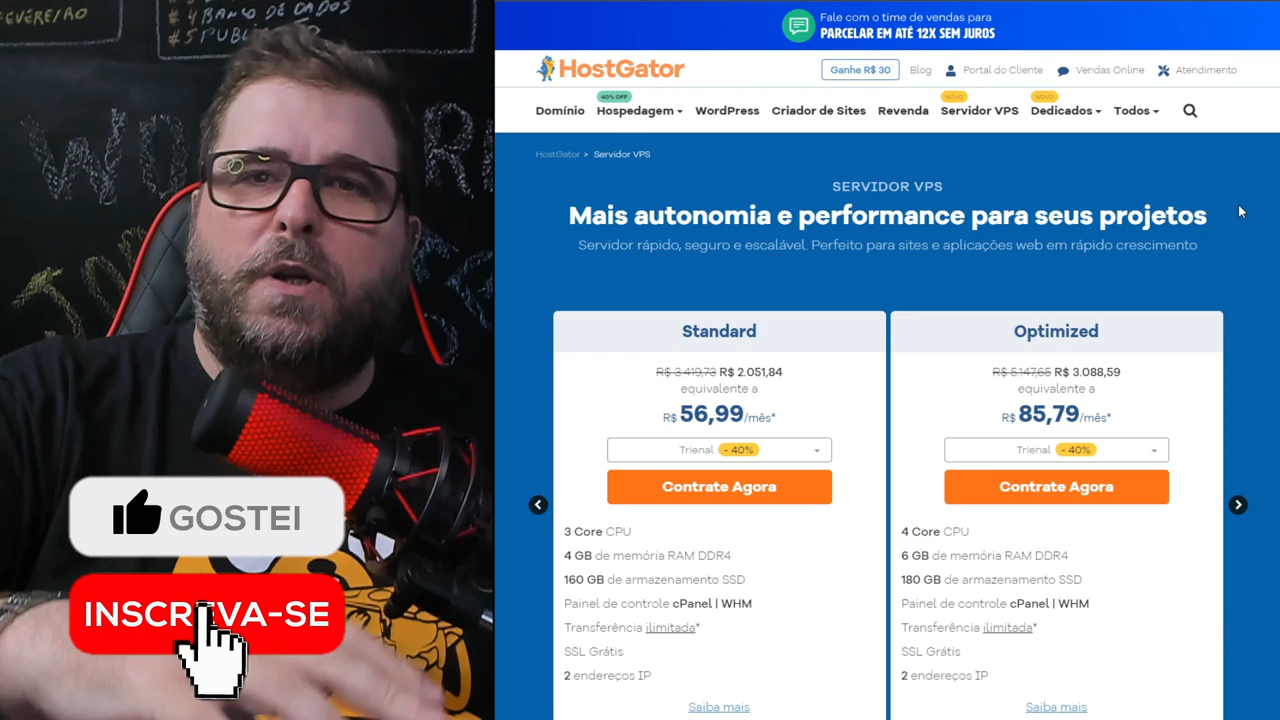 FEVEREIRO
#4 BANCO DE DADOS
GOSTEI
INSCREVA-SE
Fale com o time de vendas para
PARCELAR EM ATÉ 12X SEM JUROS
HostGator
Ganhe R$ 30
Blog
Portal do Cliente
Vendas Online
Atendimento
40% OFF
NOVO
NOVO
Domínio
Hospedagem
WordPress
Criador de Sites
Revenda
Servidor VPS
Dedicados
Todos
HostGator > Servidor VPS
SERVIDOR VPS
Mais autonomia e performance para seus projetos
Servidor rápido, seguro e escalável. Perfeito para sites e aplicações web em rápido crescimento
Standard
R$ 3.419,73 R$ 2.051,84
equivalente a
R$ 56,99/mês*
Trienal - 40%
Contrate Agora
3 Core CPU
4 GB de memória RAM DDR4
160 GB de armazenamento SSD
Painel de controle cPanel | WHM
Transferência ilimitada*
SSL Grátis
2 endereços IP
Saiba mais
Optimized
R$ 5.147,65 R$ 3.088,59
equivalente a
R$ 85,79/mês*
Trienal - 40%
Contrate Agora
4 Core CPU
6 GB de memória RAM DDR4
180 GB de armazenamento SSD
Painel de controle cPanel | WHM
Transferência ilimitada*
SSL Grátis
2 endereços IP
Saiba mais